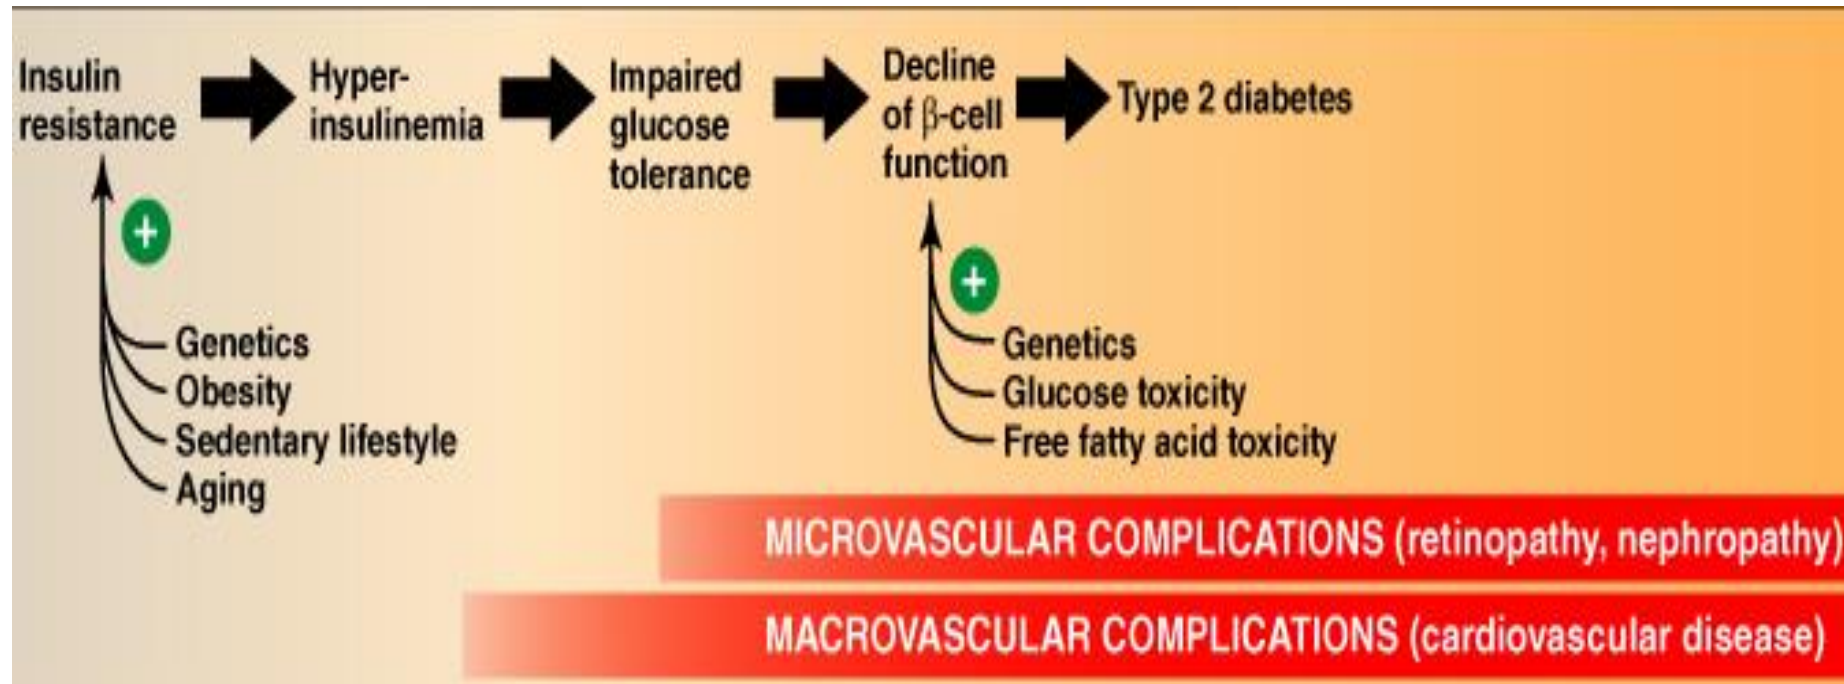 Insulin
resistance
Hyper-
insulinemia
Impaired
glucose
tolerance
Decline
of β-cell
function
Type 2 diabetes
+
Genetics
Obesity
Sedentary lifestyle
Aging
+
Genetics
Glucose toxicity
Free fatty acid toxicity
MICROVASCULAR COMPLICATIONS (retinopathy, nephropathy)
MACROVASCULAR COMPLICATIONS (cardiovascular disease)